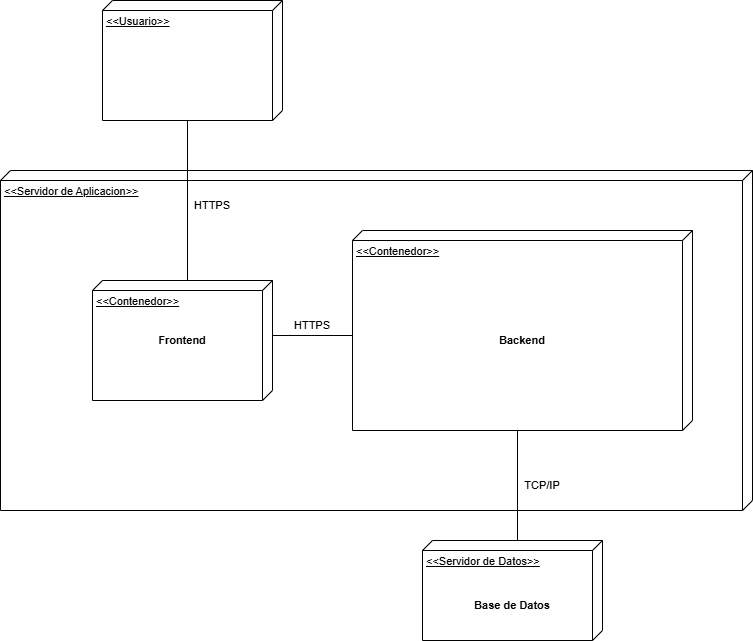 <<Usuario>>
<<Servidor de Aplicacion>>
HTTPS
<<Contenedor>>
<<Contenedor>>
HTTPS
Frontend
Backend
TCP/IP
<<Servidor de Datos>>
Base de Datos